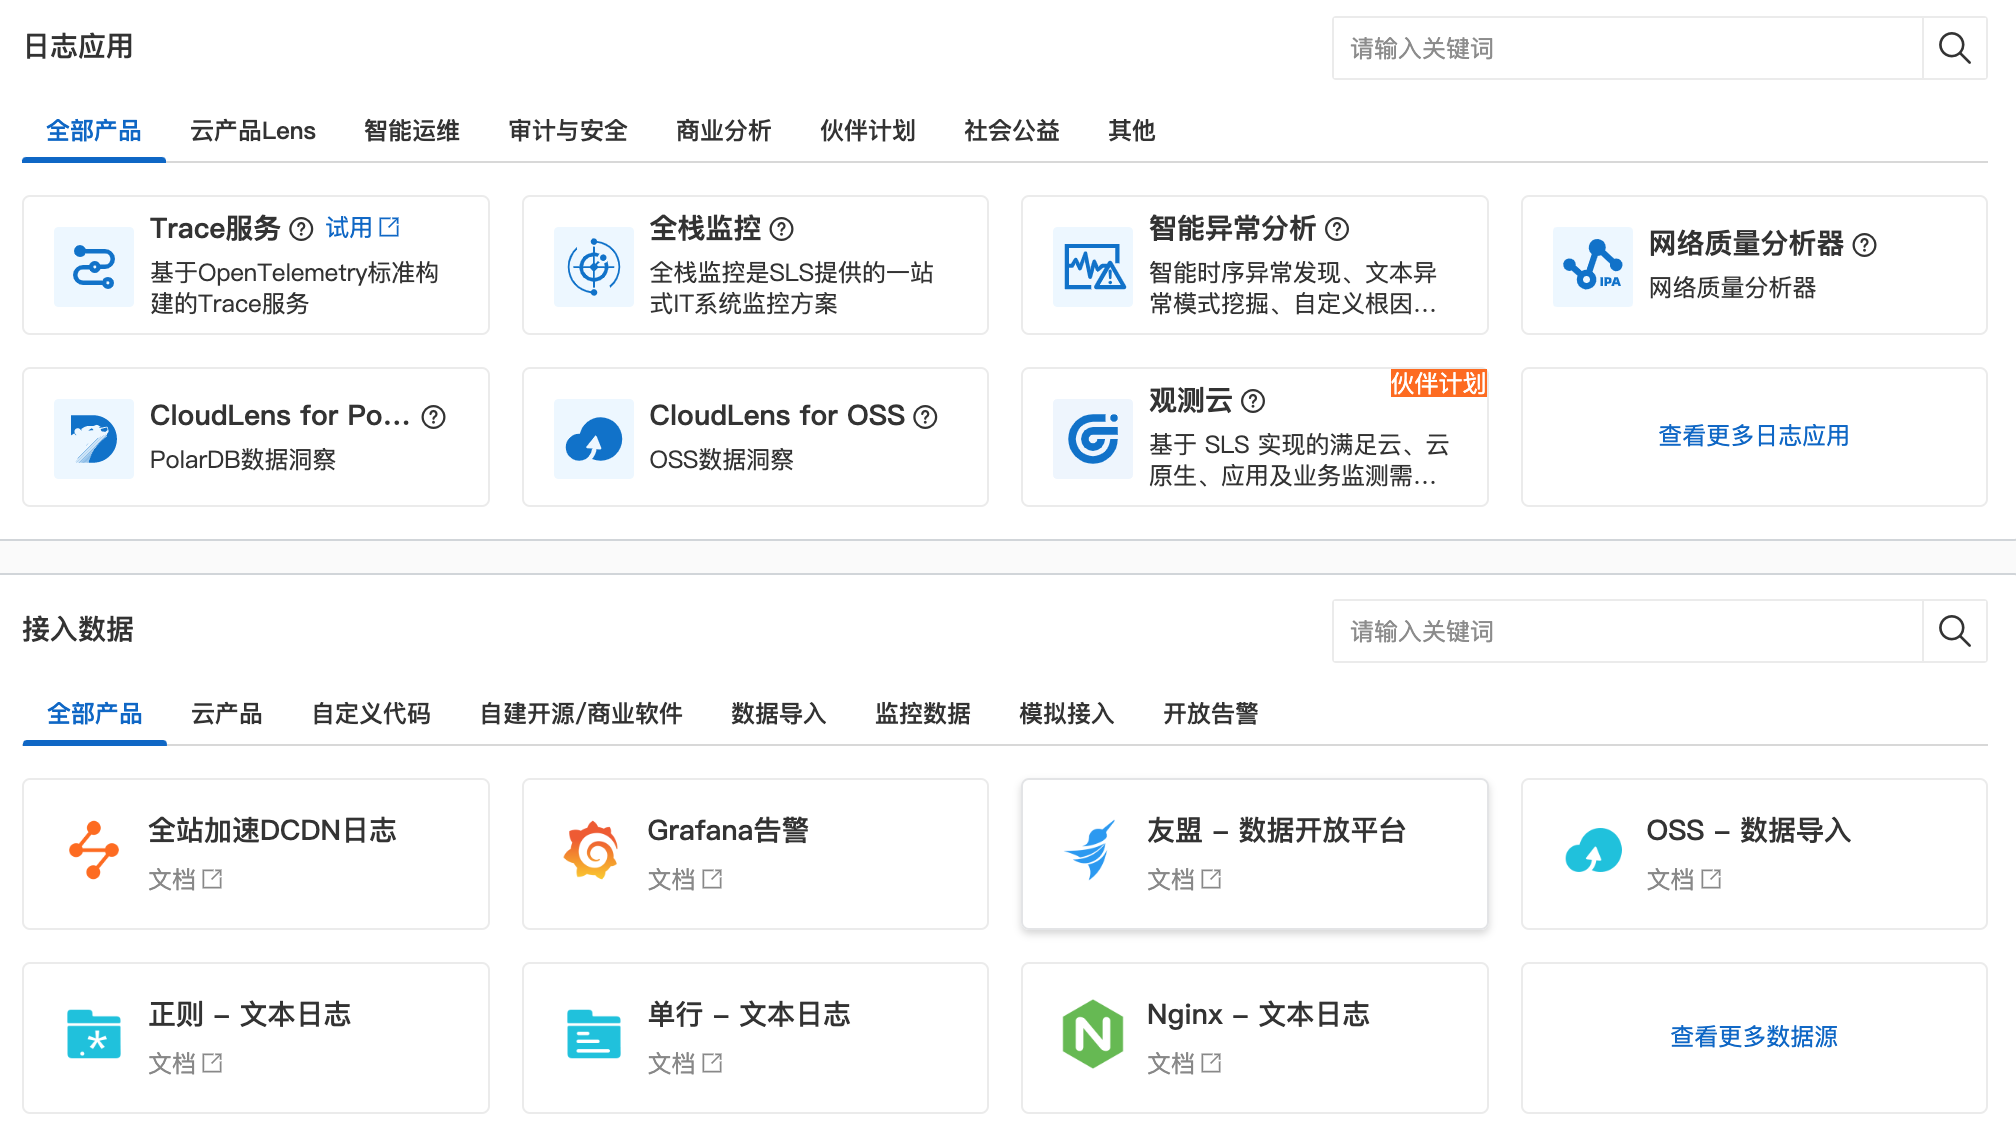 日志应用
请输入关键词
全部产品 云产品Lens 智能运维 审计与安全 商业分析 伙伴计划 社会公益 其他
Trace服务 试用
基于OpenTelemetry标准构
建的Trace服务
全栈监控
全栈监控是SLS提供的一站
式IT系统监控方案
智能异常分析
智能时序异常发现、文本异
常模式挖掘、自定义根因...
IPA
网络质量分析器
网络质量分析器
CloudLens for Po...
PolarDB数据洞察
CloudLens for OSS
OSS数据洞察
伙伴计划
观测云
基于 SLS 实现的满足云、云
原生、应用及业务监测需...
查看更多日志应用
接入数据
请输入关键词
全部产品 云产品 自定义代码 自建开源/商业软件 数据导入 监控数据 模拟接入 开放告警
全站加速DCDN日志
文档
Grafana告警
文档
友盟 – 数据开放平台
文档
OSS – 数据导入
文档
正则 – 文本日志
文档
单行 – 文本日志
文档
Nginx – 文本日志
文档
查看更多数据源